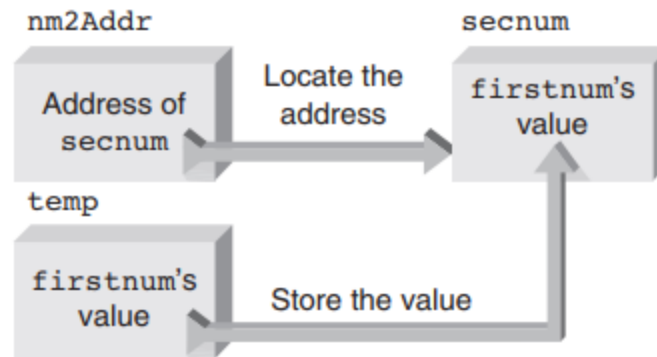 nm2Addr
secnum
Address of
secnum
Locate the
address
firstnum's
value
temp
firstnum's
value
Store the value